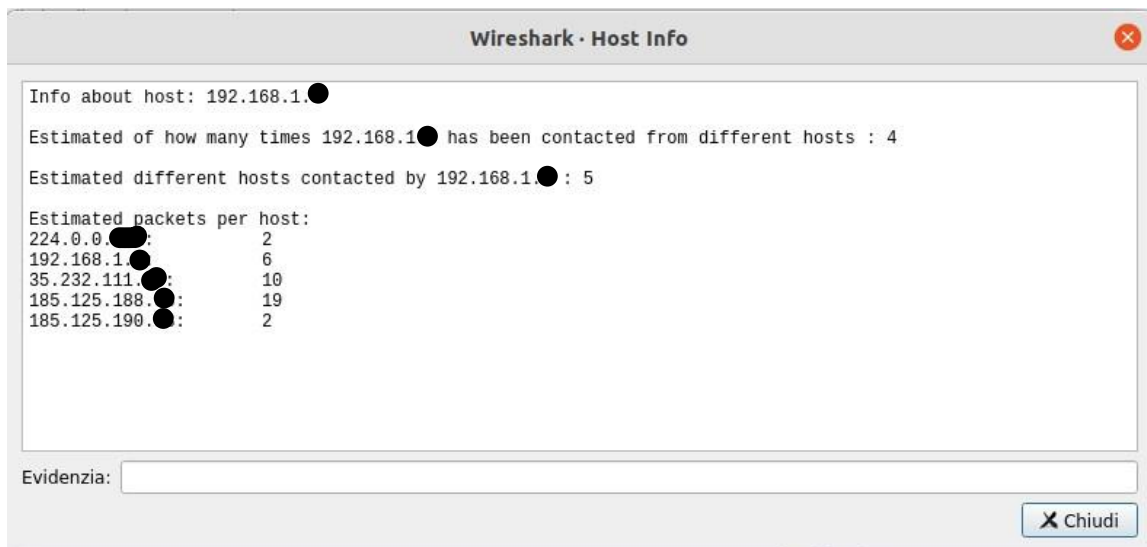 Wireshark · Host Info
Info about host: 192.168.1.
Estimated of how many times 192.168.1 has been contacted from different hosts : 4
Estimated different hosts contacted by 192.168.1. : 5
Estimated packets per host:
224.0.0. : 2
192.168.1. 6
35.232.111. : 10
185.125.188. : 19
185.125.190. : 2
Evidenzia:
Chiudi